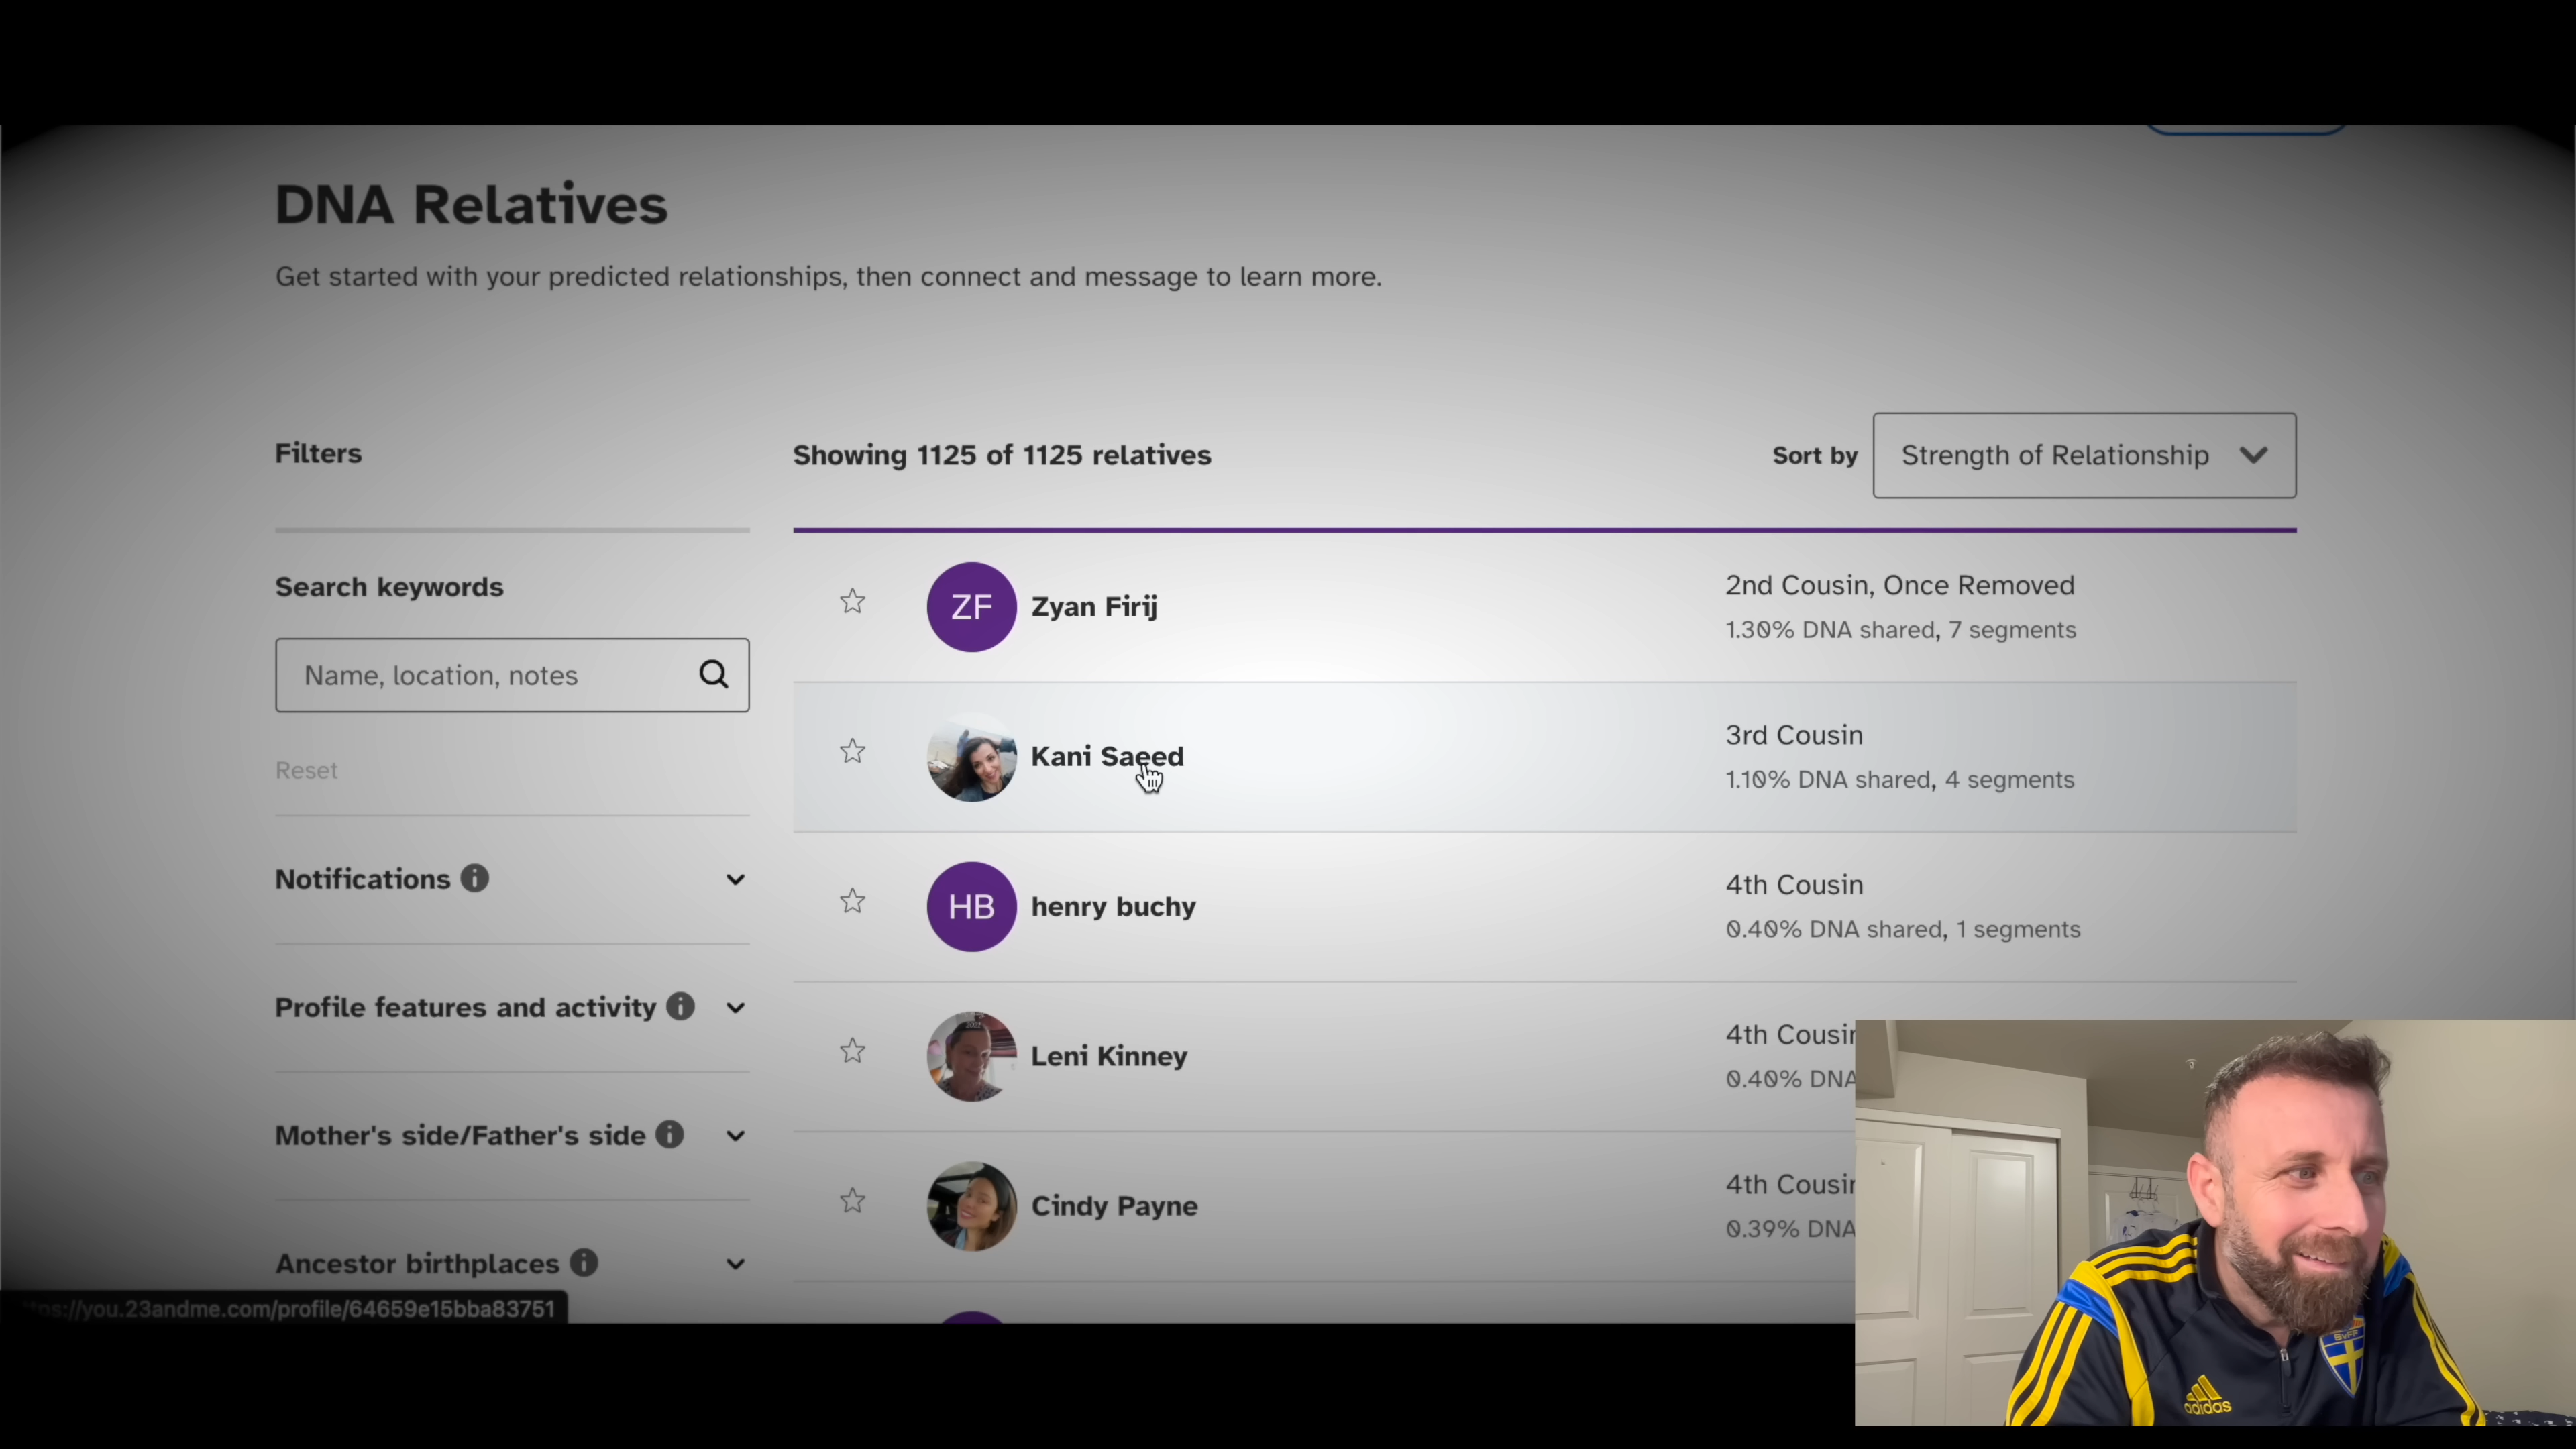 DNA Relatives
Get started with your predicted relationships, then connect and message to learn more.
Filters
Showing 1125 of 1125 relatives
Sort by
Strength of Relationship
Search keywords
Name, location, notes
Reset
Notifications
Profile features and activity
Mother's side/Father's side
Ancestor birthplaces
ZF
Zyan Firij
2nd Cousin, Once Removed
1.30% DNA shared, 7 segments
Kani Saeed
3rd Cousin
1.10% DNA shared, 4 segments
HB
henry buchy
4th Cousin
0.40% DNA shared, 1 segments
Leni Kinney
4th
0.40% DNA
Cindy Payne
4th
0.39% DNA
://you.23andme.com/profile/64659e15bba83751
SvFF
adidas